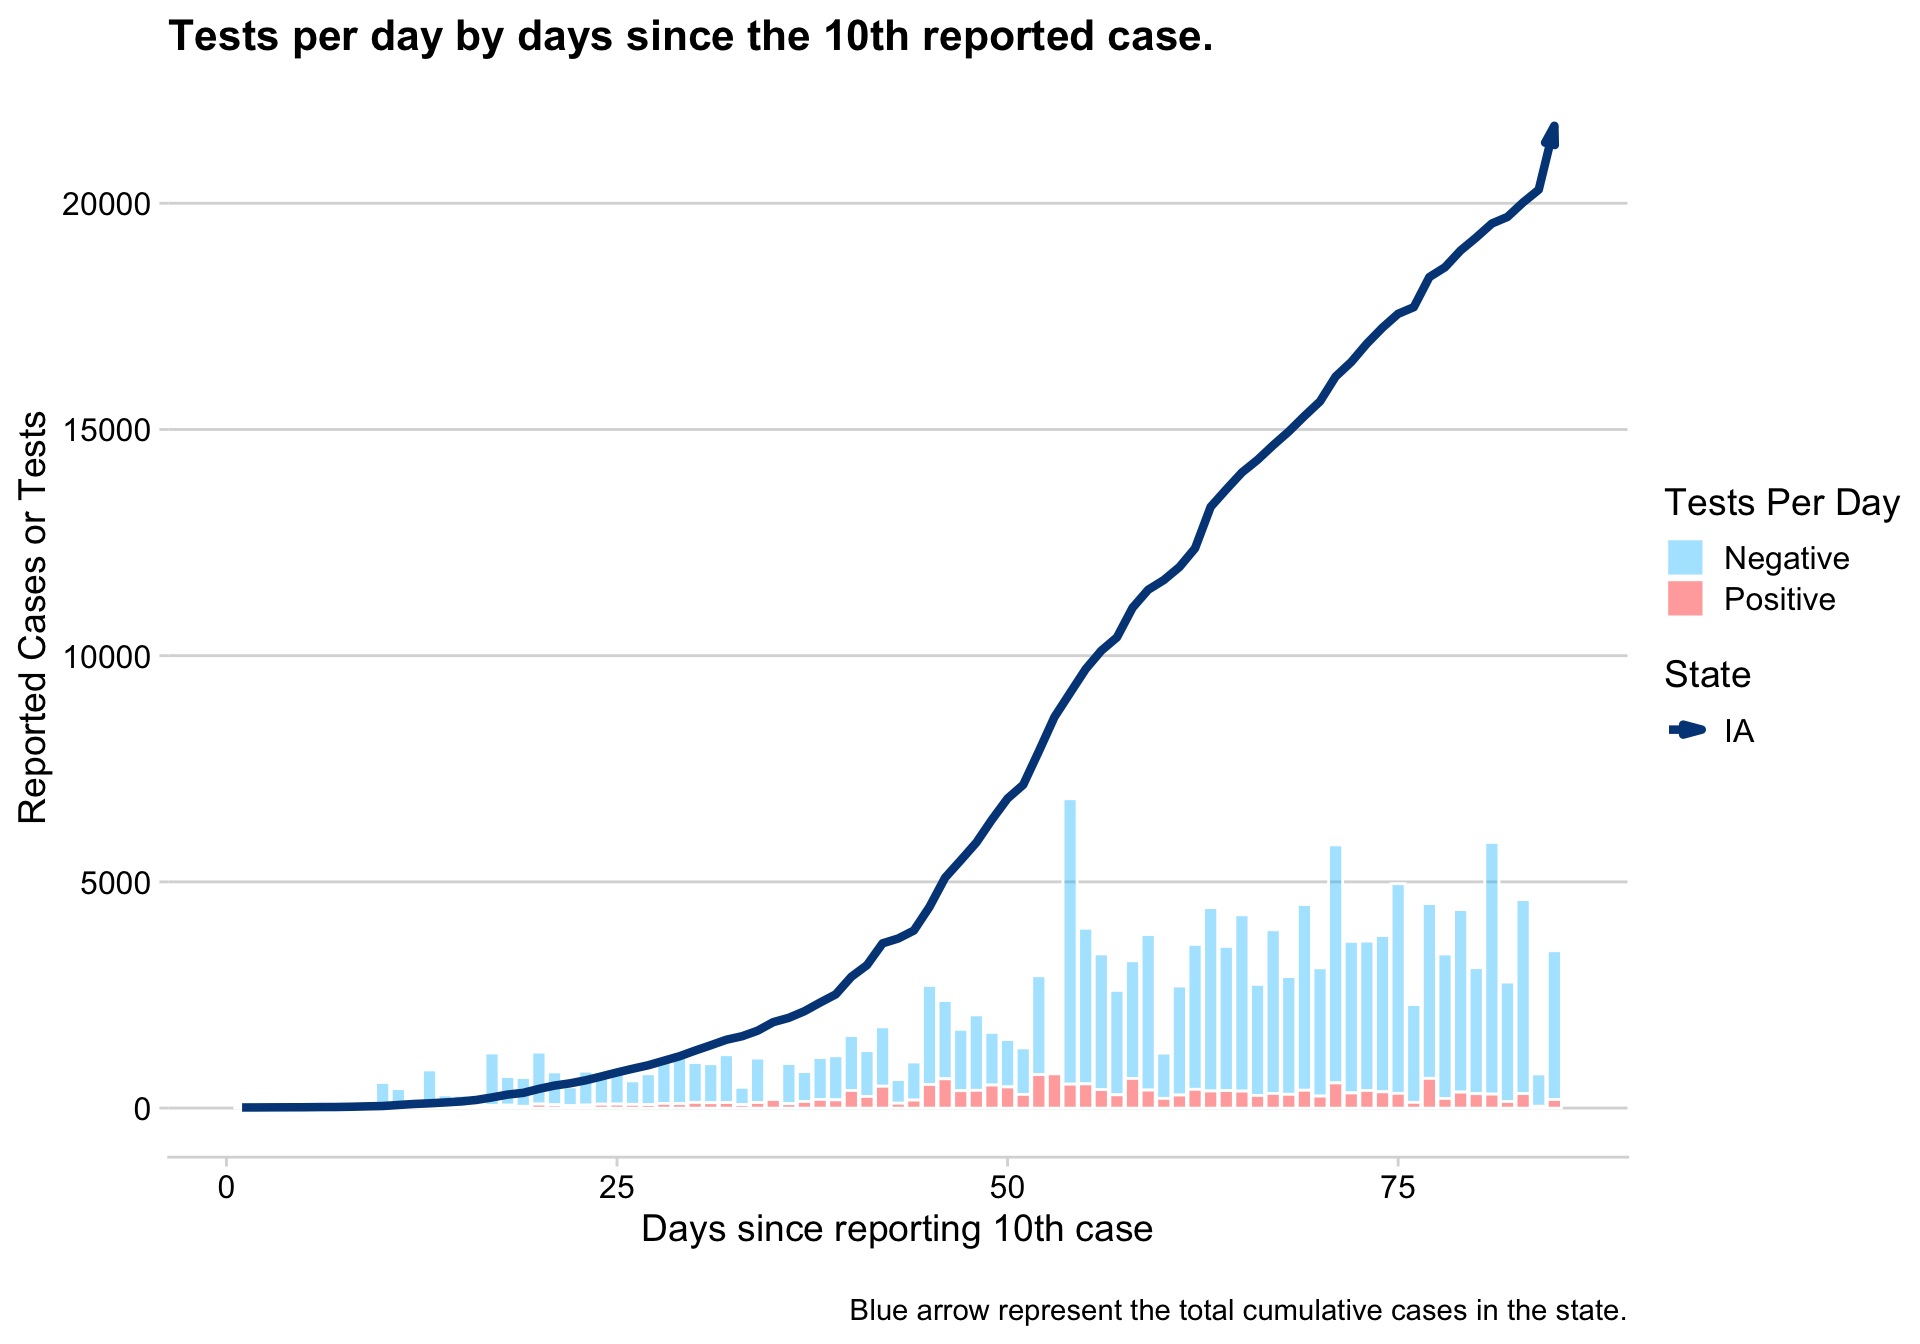 Tests per day by days since the 10th reported case.
Reported Cases or Tests
20000
15000
10000
5000
0
0 25 50 75
Days since reporting 10th case
Tests Per Day
Negative
Positive
State
IA
Blue arrow represent the total cumulative cases in the state.